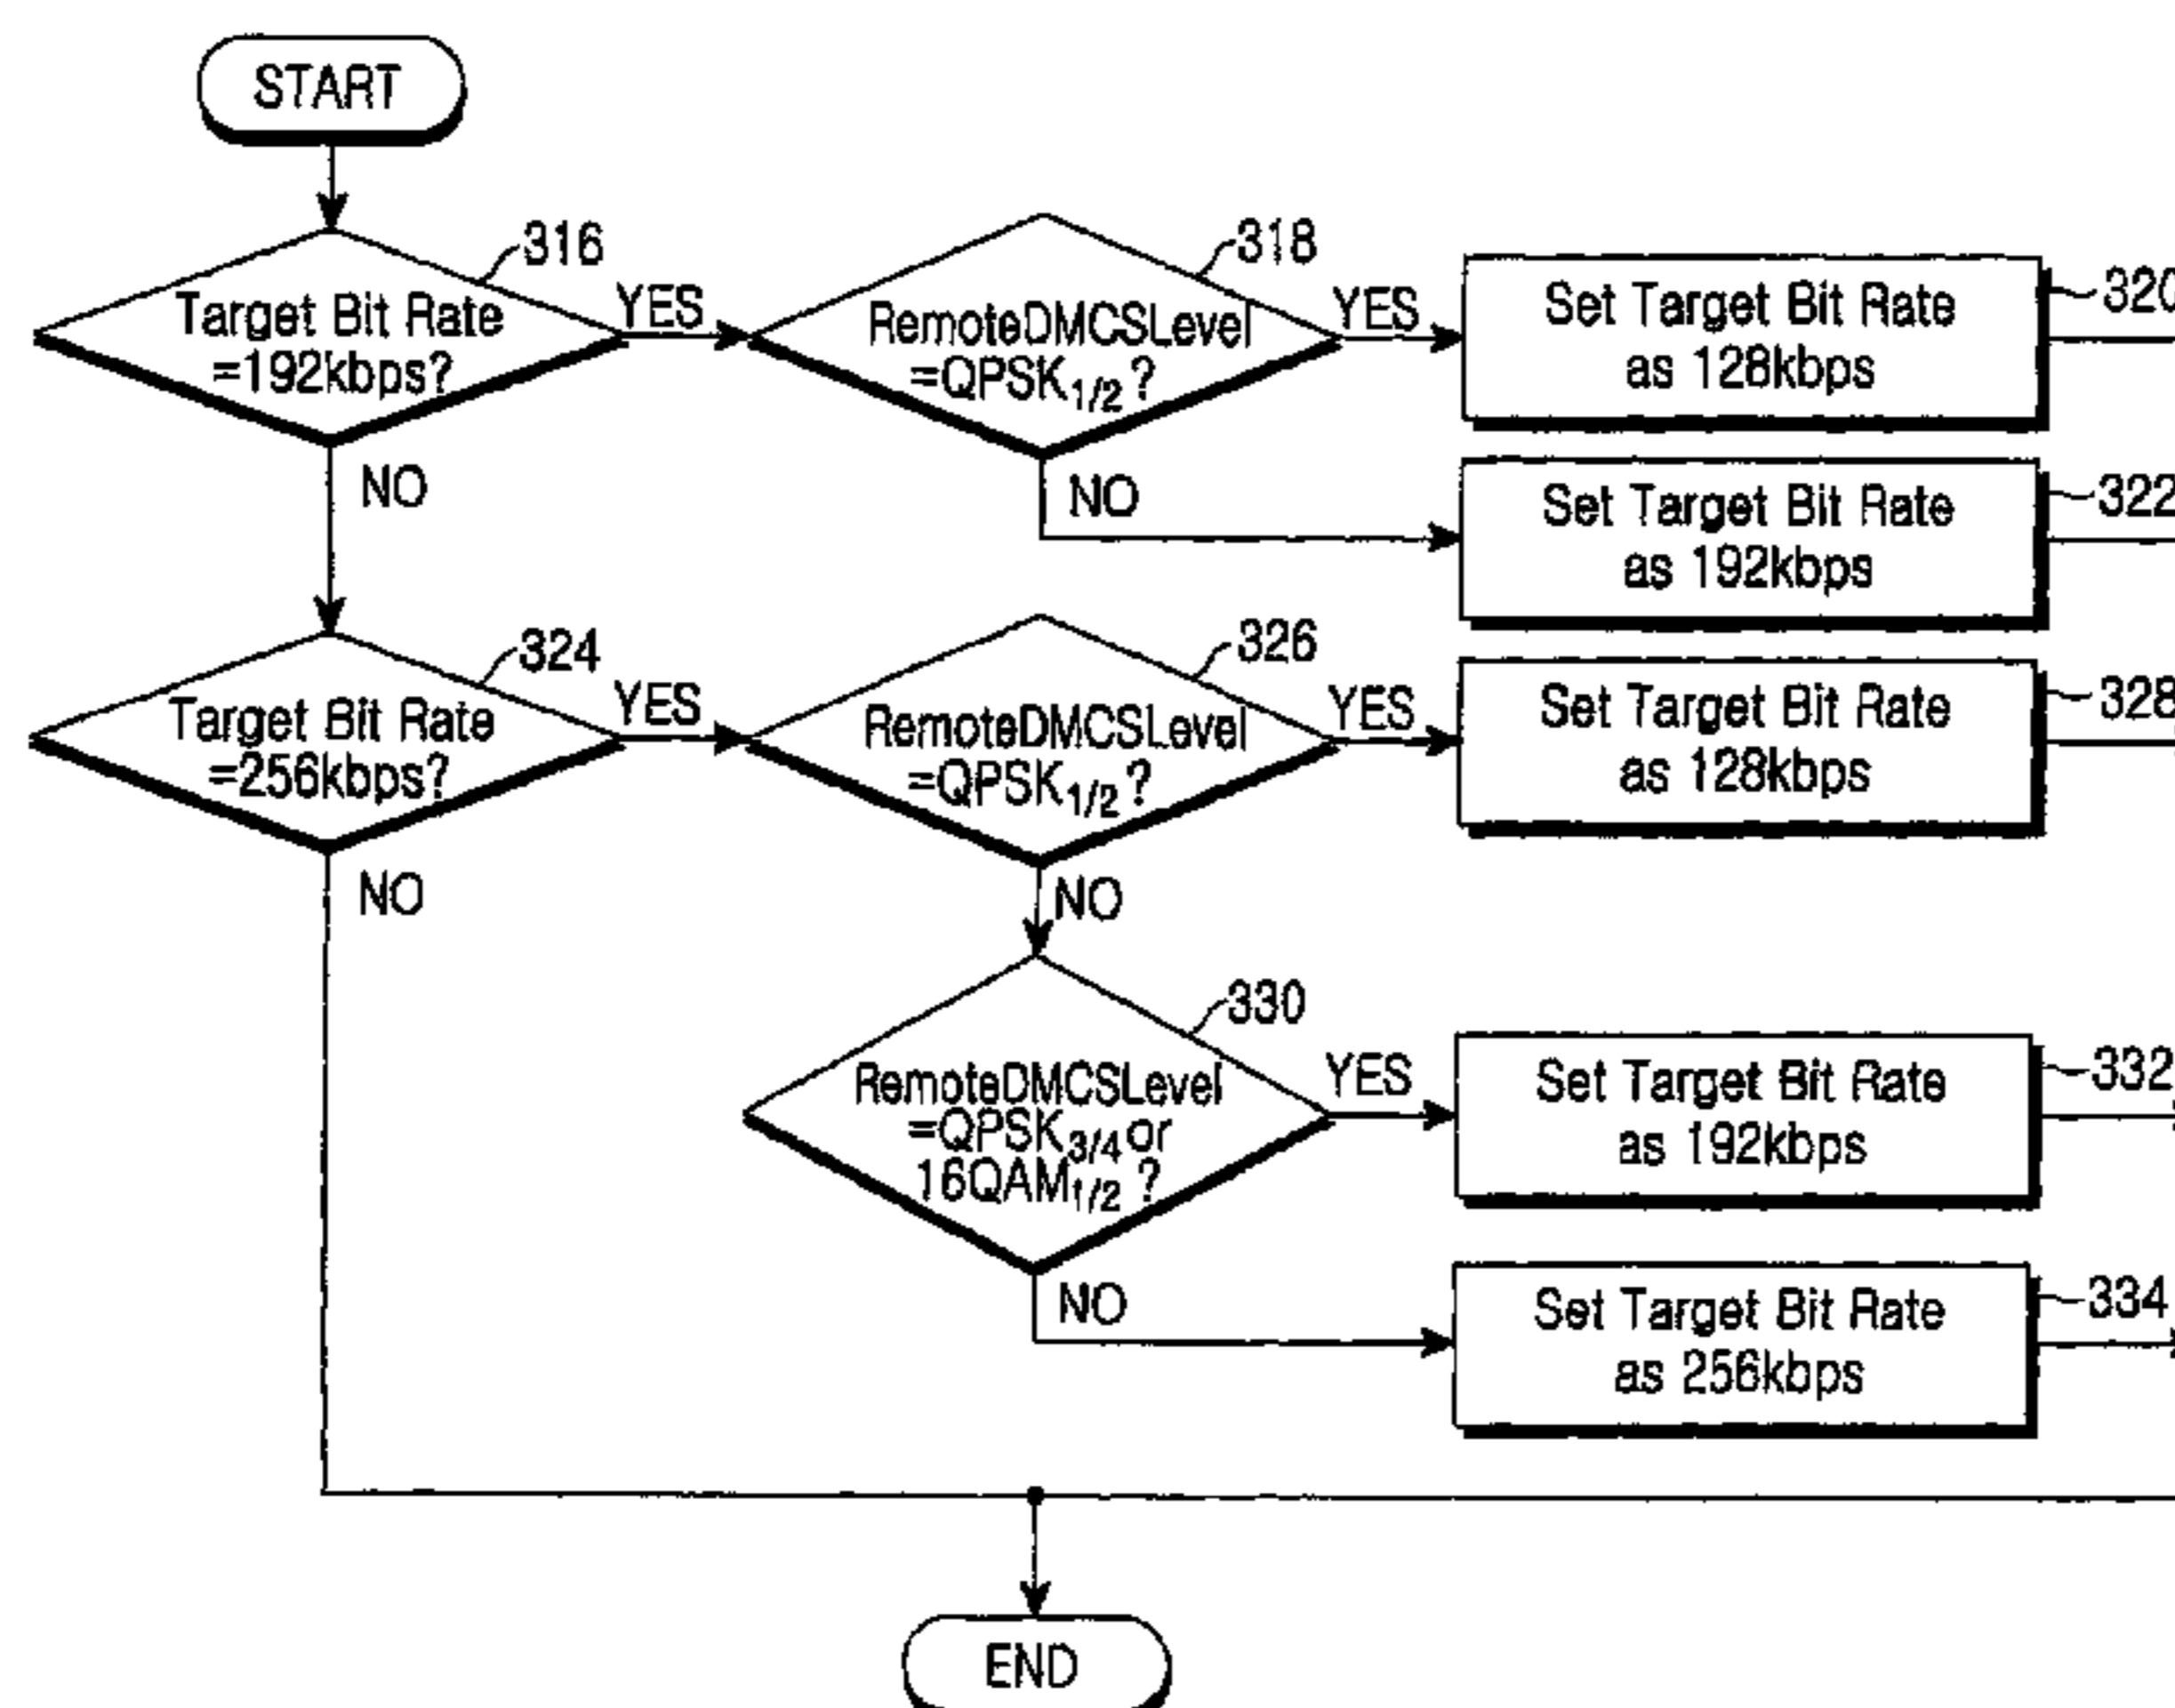 START
316
Target Bit Rate
=192kbps?
YES
NO
318
RemoteDMCSLevel
=QPSK1/2?
YES
NO
Set Target Bit Rate
as 128kbps
320
Set Target Bit Rate
as 192kbps
322
324
Target Bit Rate
=256kbps?
YES
NO
326
RemoteDMCSLevel
=QPSK1/2?
YES
NO
Set Target Bit Rate
as 128kbps
328
330
RemoteDMCSLevel
=QPSK3/4 or
16QAM1/2?
YES
NO
Set Target Bit Rate
as 192kbps
332
Set Target Bit Rate
as 256kbps
334
END